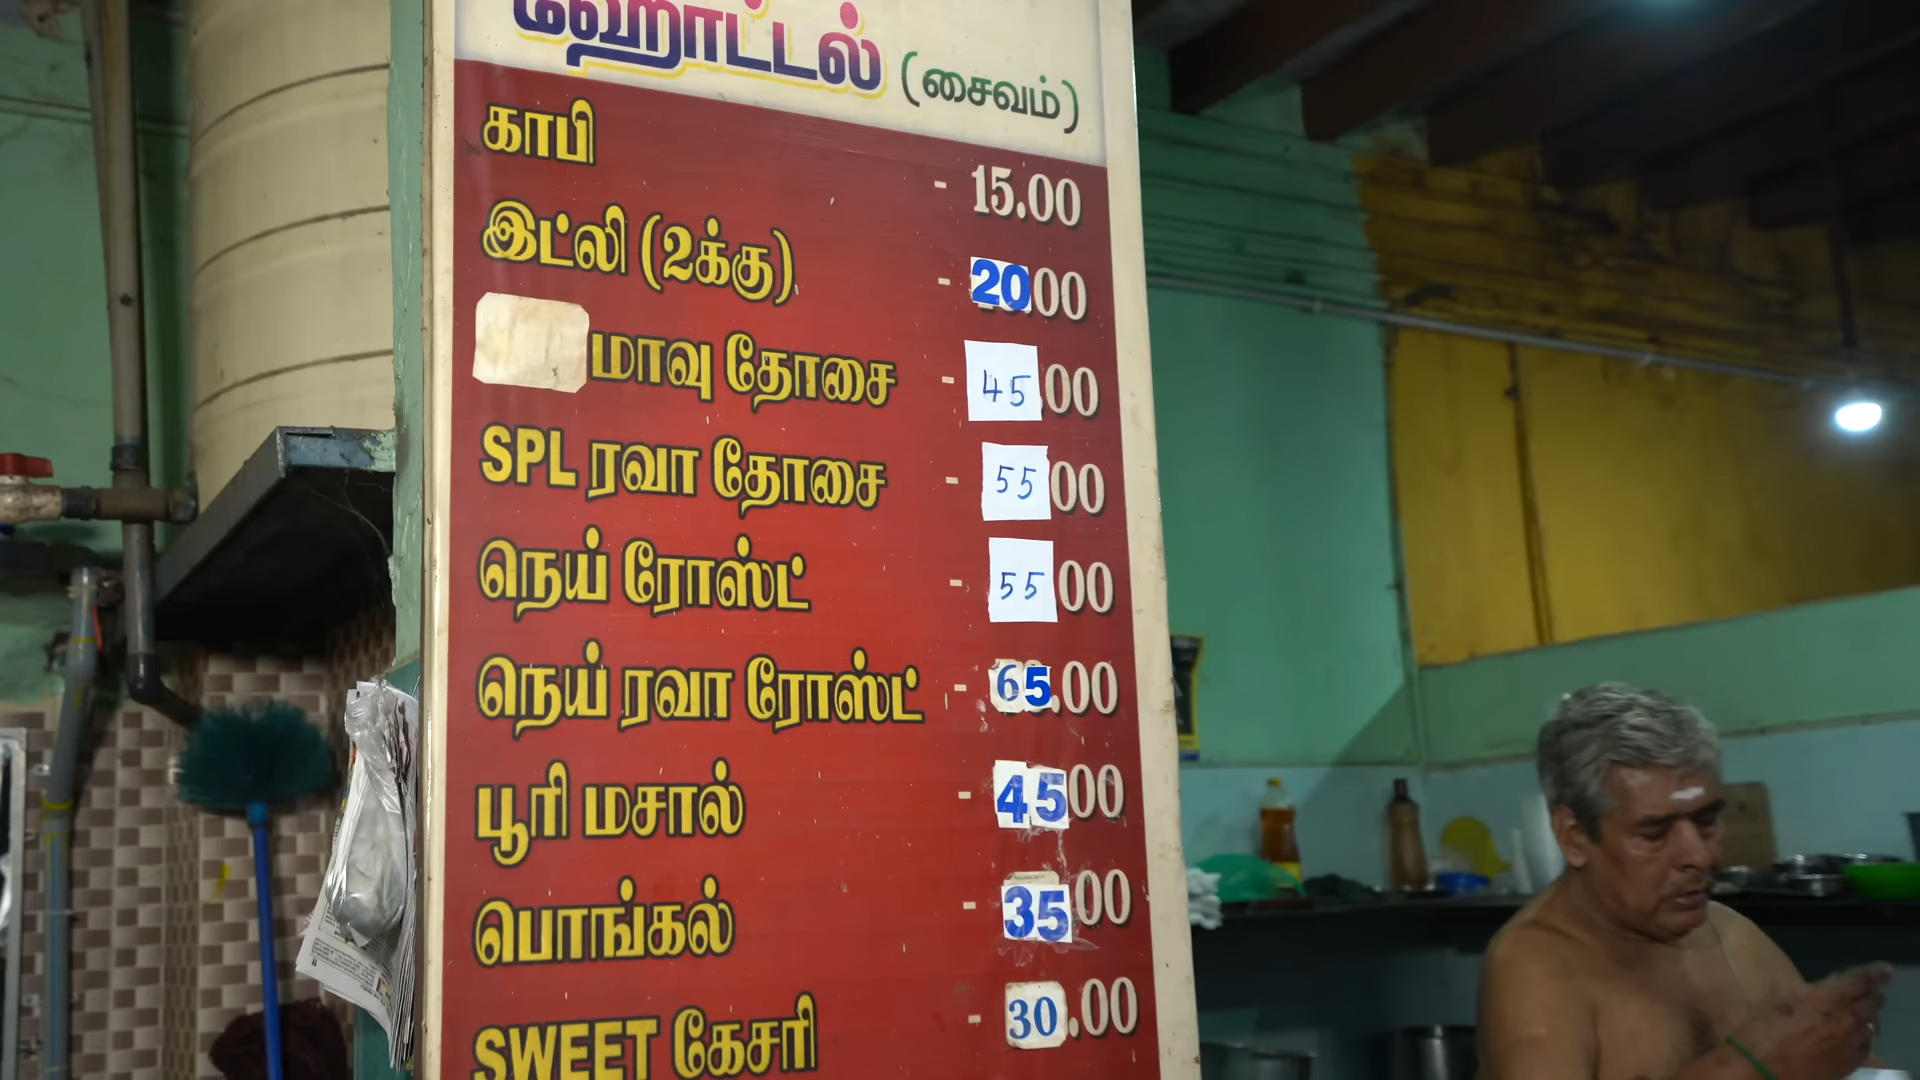 ஹோட்டல் (சைவம்)
காபி - 15.00
இட்லி (2க்கு) - 20.00
மாவு தோசை - 45.00
SPL ரவா தோசை - 55.00
நெய் ரோஸ்ட் - 55.00
நெய் ரவா ரோஸ்ட் - 65.00
பூரி மசால் - 45.00
பொங்கல் - 35.00
SWEET கேசரி - 30.00